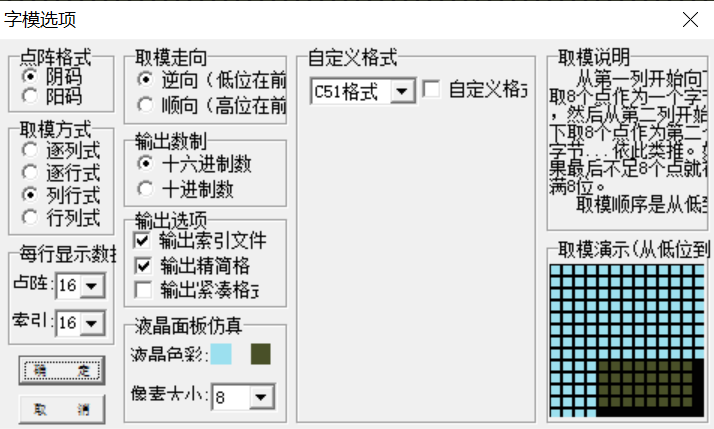 字模选项
点阵格式
阴码
阳码
取模方式
逐列式
逐行式
列行式
行列式
每行显示数
点阵: 16
索引: 16
确 定
取 消
取模走向
逆向(低位在前
顺向(高位在前
输出数制
十六进制数
十进制数
输出选项
输出索引文件
输出精简格
输出紧凑格
液晶面板仿真
液晶色彩:
像素大小: 8
自定义格式
C51格式
自定义格
取模说明
从第一列开始向
取8个点作为一个字
,然后从第二列开始
下取8个点作为第二
字节...依此类推。
果最后不足8个点就
满8位。
取模顺序是从低
取模演示(从低位到